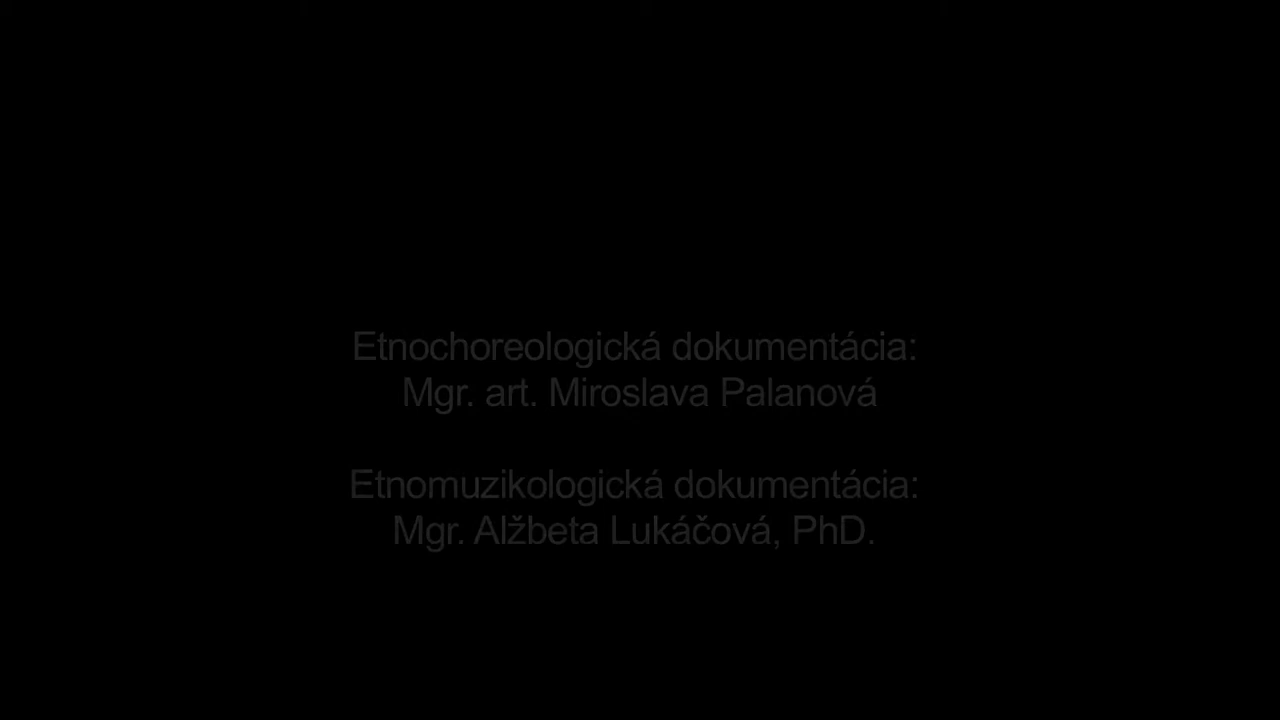 Etnochoreologická dokumentácia:
Mgr. art. Miroslava Palanová
Etnomuzikologická dokumentácia:
Mgr. Alžbeta Lukáčová, PhD.